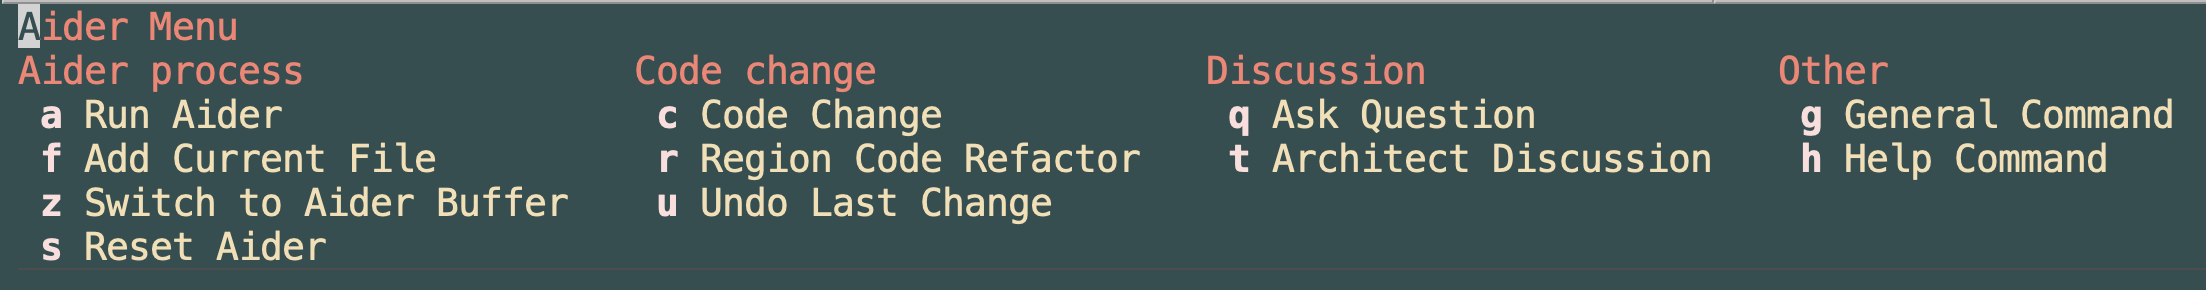 Aider Menu
Aider process Code change Discussion Other
a Run Aider c Code Change q Ask Question g General Command
f Add Current File r Region Code Refactor t Architect Discussion h Help Command
z Switch to Aider Buffer u Undo Last Change
s Reset Aider